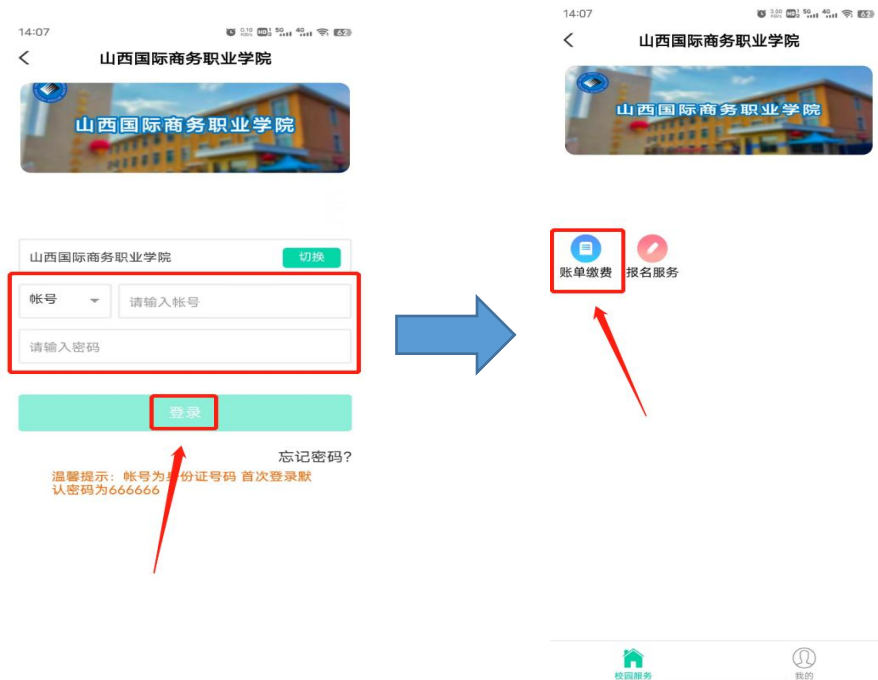 14:07
62
山西国际商务职业学院
山西国际商务职业学院
山西国际商务职业学院
切换
帐号
请输入帐号
请输入密码
登录
忘记密码?
温馨提示：帐号为身份证号码 首次登录默
认密码为666666
14:07
62
山西国际商务职业学院
山西国际商务职业学院
账单缴费
报名服务
校园服务
我的